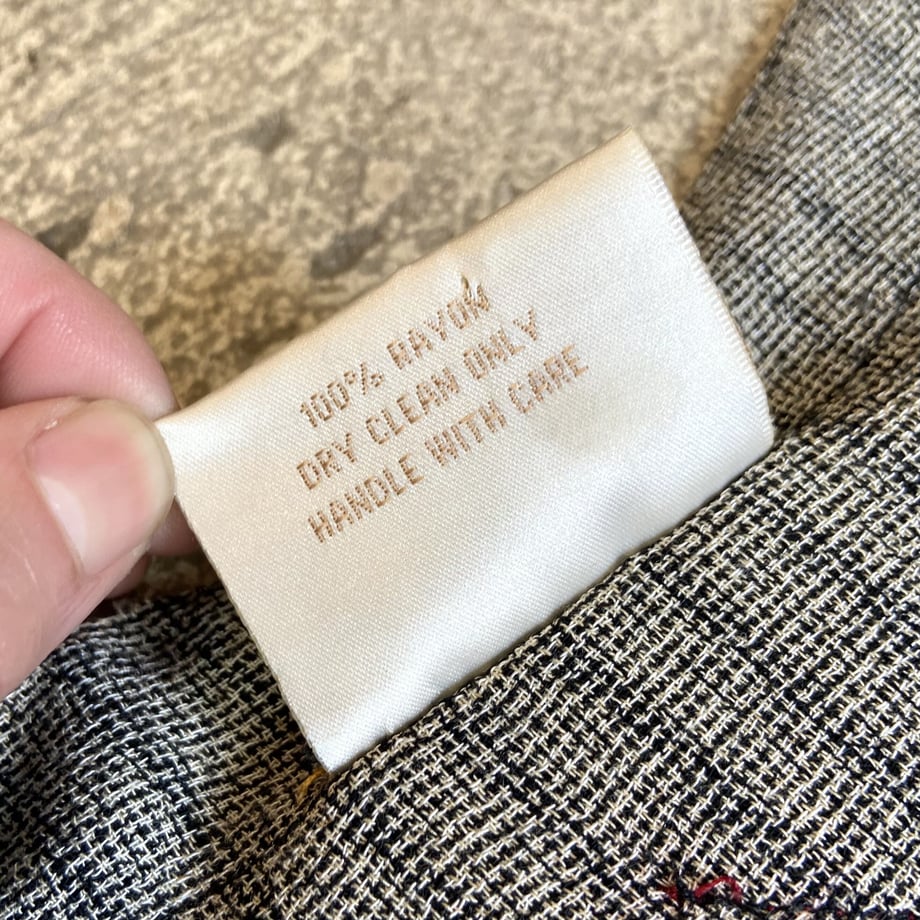 100% RAYON
DRY CLEAN ONLY
HANDLE WITH CARE